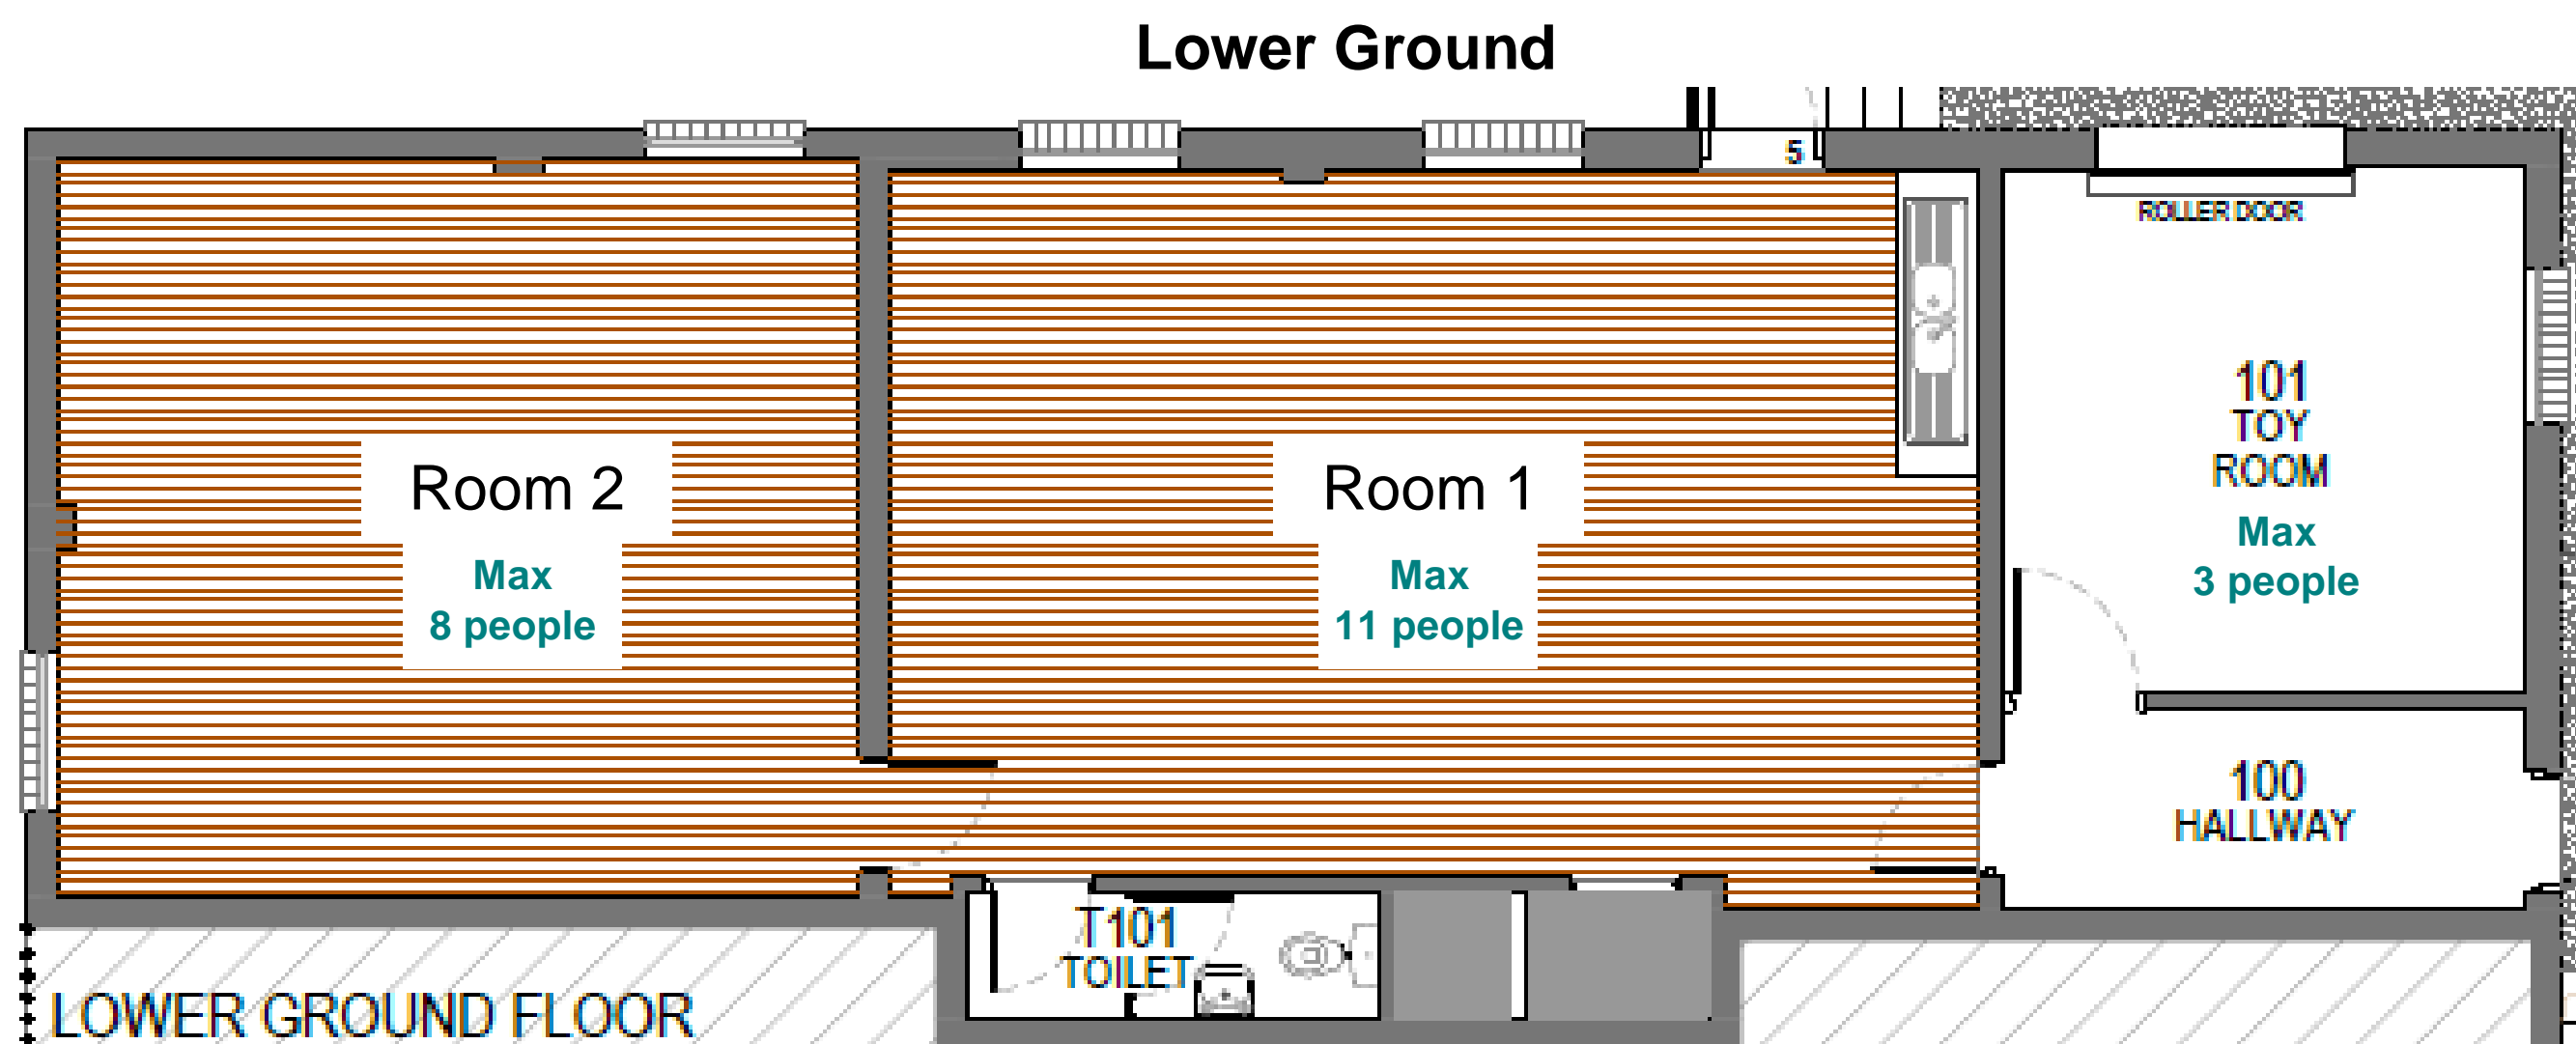 Lower Ground
5
ROLLER DOOR
Room 2
Max
8 people
Room 1
Max
11 people
101
TOY
ROOM
Max
3 people
100
HALLWAY
T101
TOILET
LOWER GROUND FLOOR